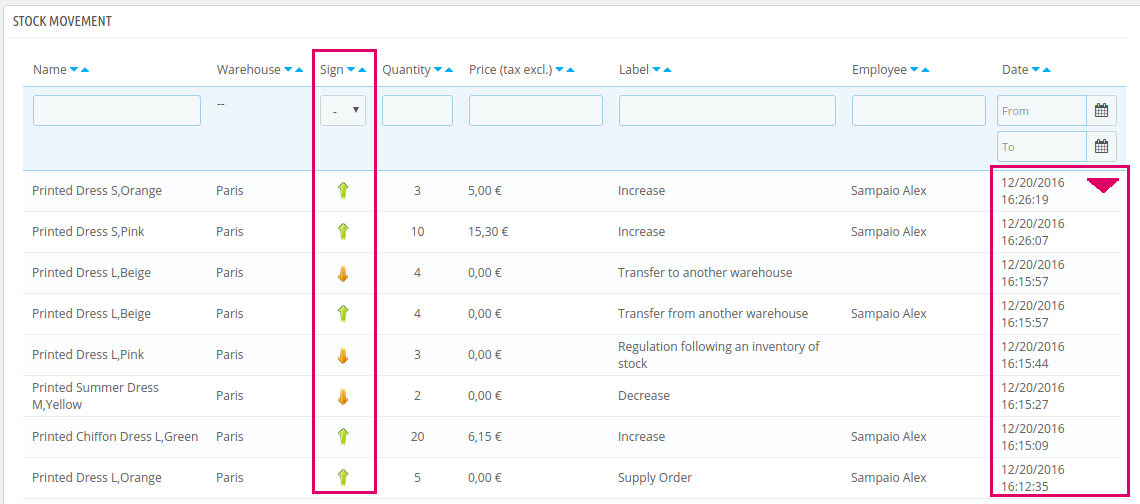 STOCK MOVEMENT
Name Warehouse Sign Quantity Price (tax excl.) Label Employee Date
-- - From
To
Printed Dress S,Orange Paris 3 5,00 € Increase Sampaio Alex 12/20/2016
16:26:19
Printed Dress S,Pink Paris 10 15,30 € Increase Sampaio Alex 12/20/2016
16:26:07
Printed Dress L,Beige Paris 4 0,00 € Transfer to another warehouse 12/20/2016
16:15:57
Printed Dress L,Beige Paris 4 0,00 € Transfer from another warehouse Sampaio Alex 12/20/2016
16:15:57
Printed Dress L,Pink Paris 3 0,00 € Regulation following an inventory of 12/20/2016
stock 16:15:44
Printed Summer Dress Paris 2 0,00 € Decrease 12/20/2016
M,Yellow 16:15:27
Printed Chiffon Dress L,Green Paris 20 6,15 € Increase Sampaio Alex 12/20/2016
16:15:09
Printed Dress L,Orange Paris 5 0,00 € Supply Order Sampaio Alex 12/20/2016
16:12:35